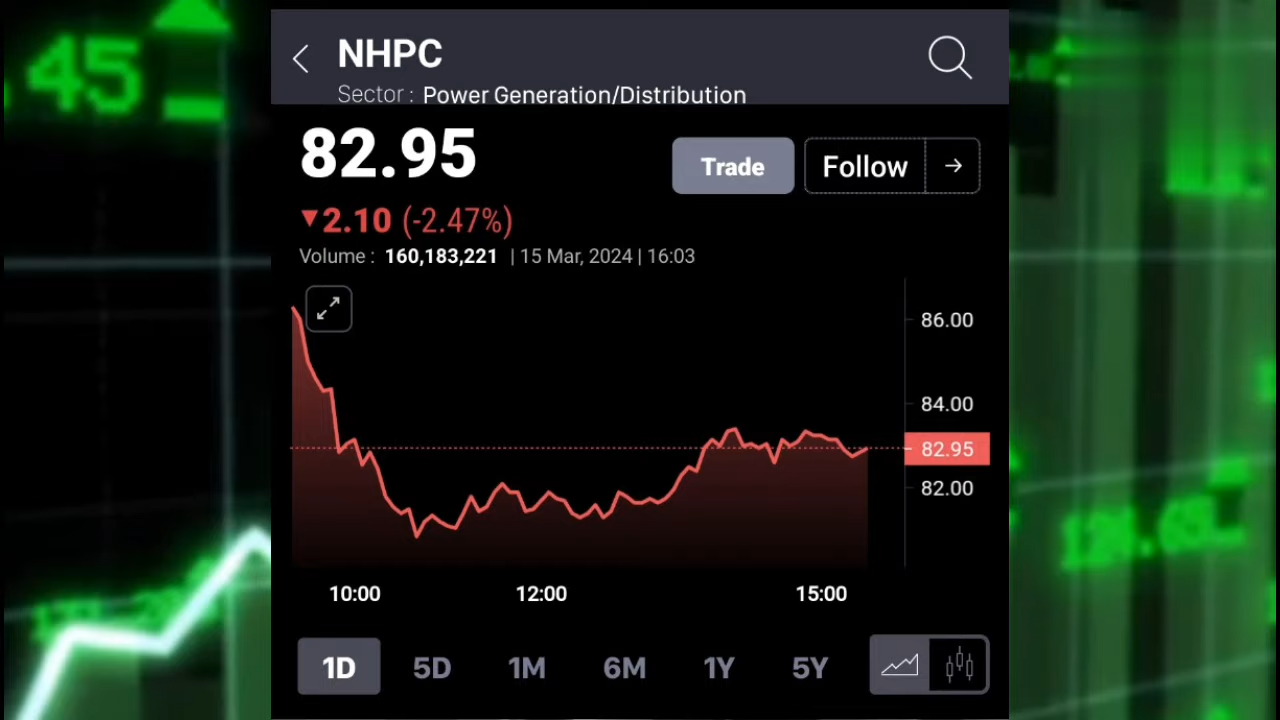 45
NHPC
Sector : Power Generation/Distribution
82.95
Trade
Follow →
▼2.10 (-2.47%)
Volume : 160,183,221 | 15 Mar, 2024 | 16:03
86.00
84.00
82.95
82.00
10:00 12:00 15:00
1D 5D 1M 6M 1Y 5Y